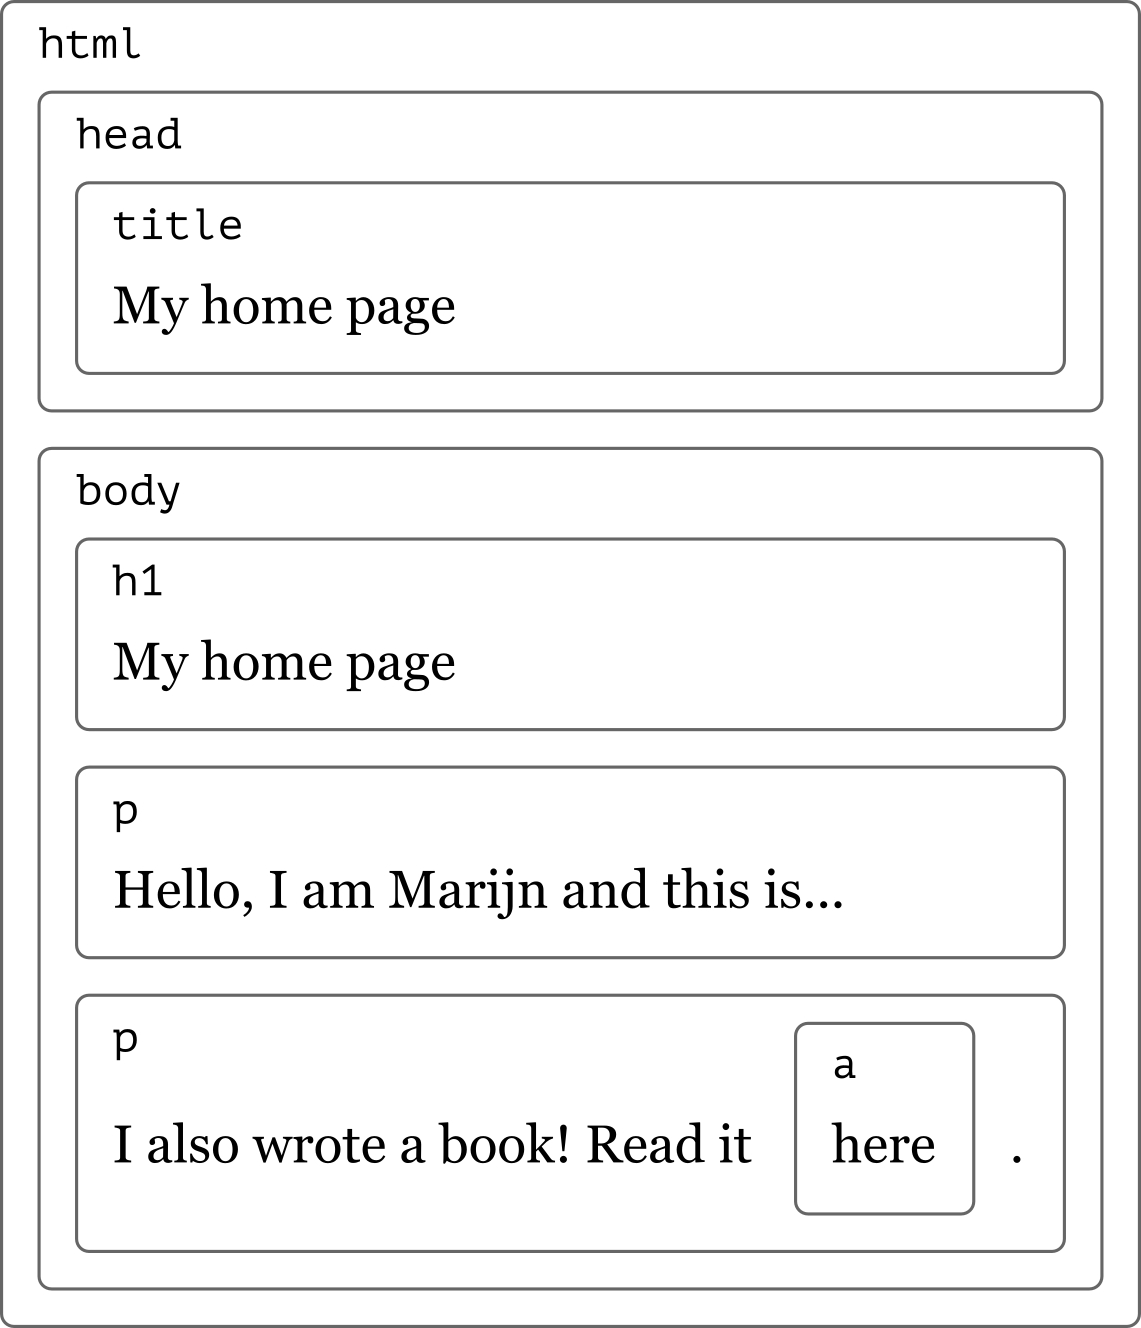 html
head
title
My home page
body
h1
My home page
p
Hello, I am Marijn and this is...
p
a
I also wrote a book! Read it here .